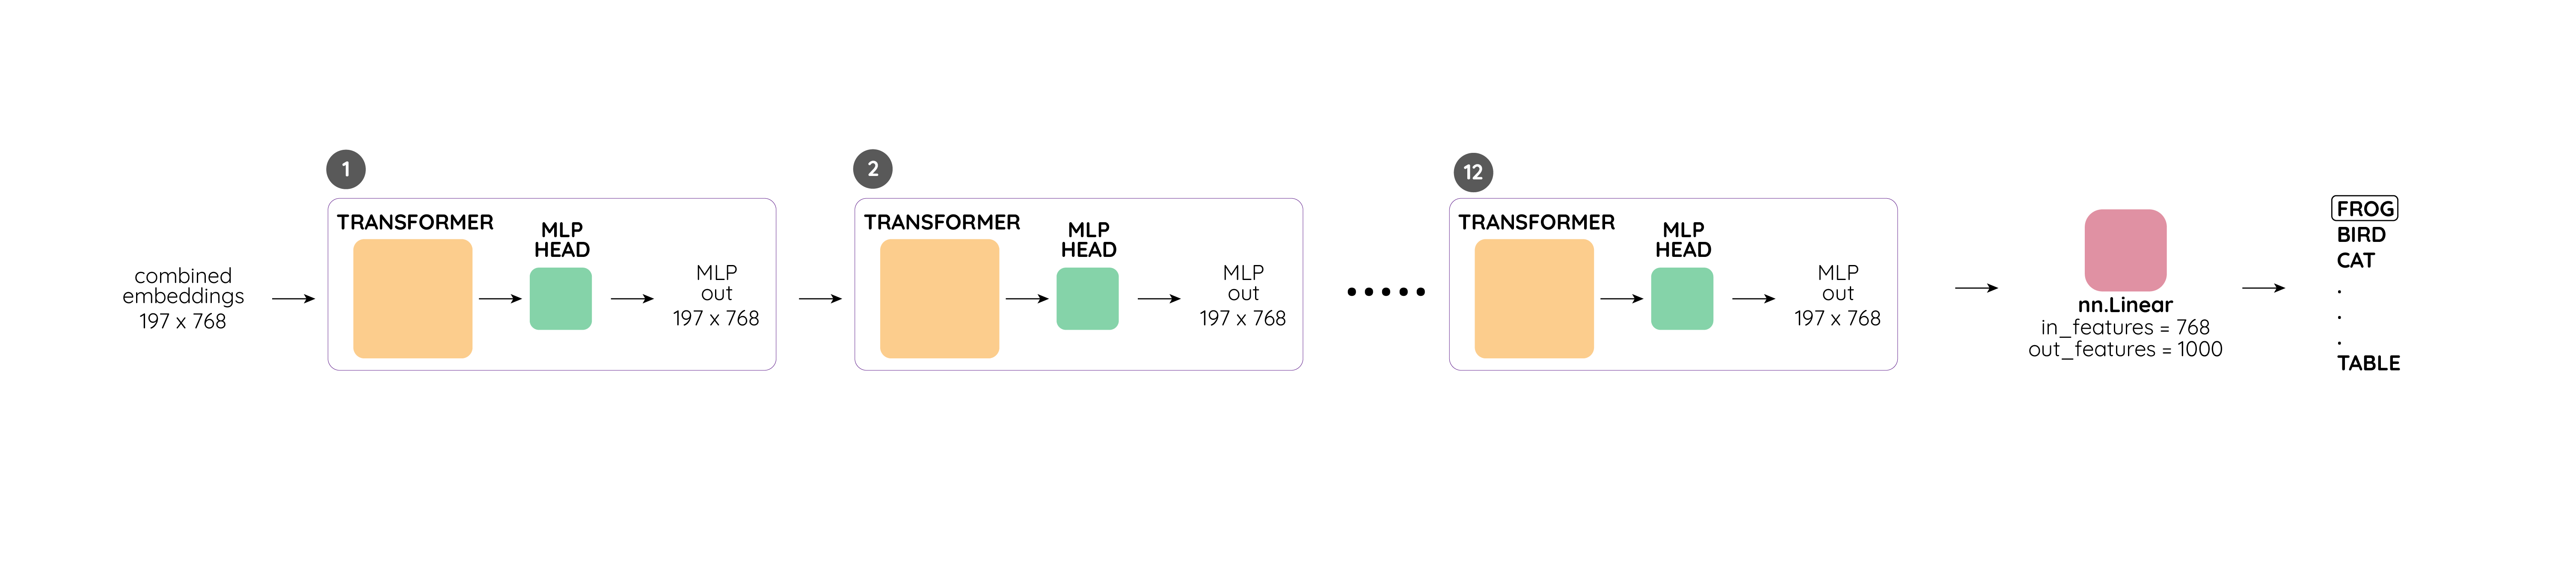 combined
embeddings
197 x 768
1
TRANSFORMER
MLP
HEAD
MLP
out
197 x 768
2
TRANSFORMER
MLP
HEAD
MLP
out
197 x 768
.....
12
TRANSFORMER
MLP
HEAD
MLP
out
197 x 768
nn.Linear
in_features = 768
out_features = 1000
FROG
BIRD
CAT
.
.
.
TABLE